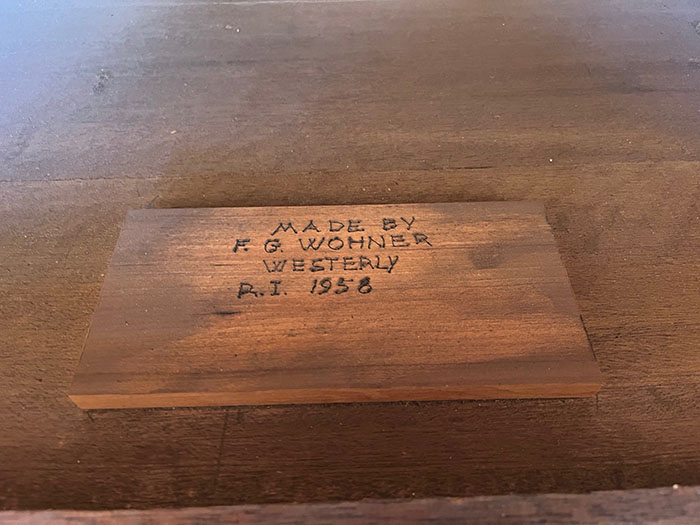 MADE BY
F. G. WOHNER
WESTERLY
R.I. 1958